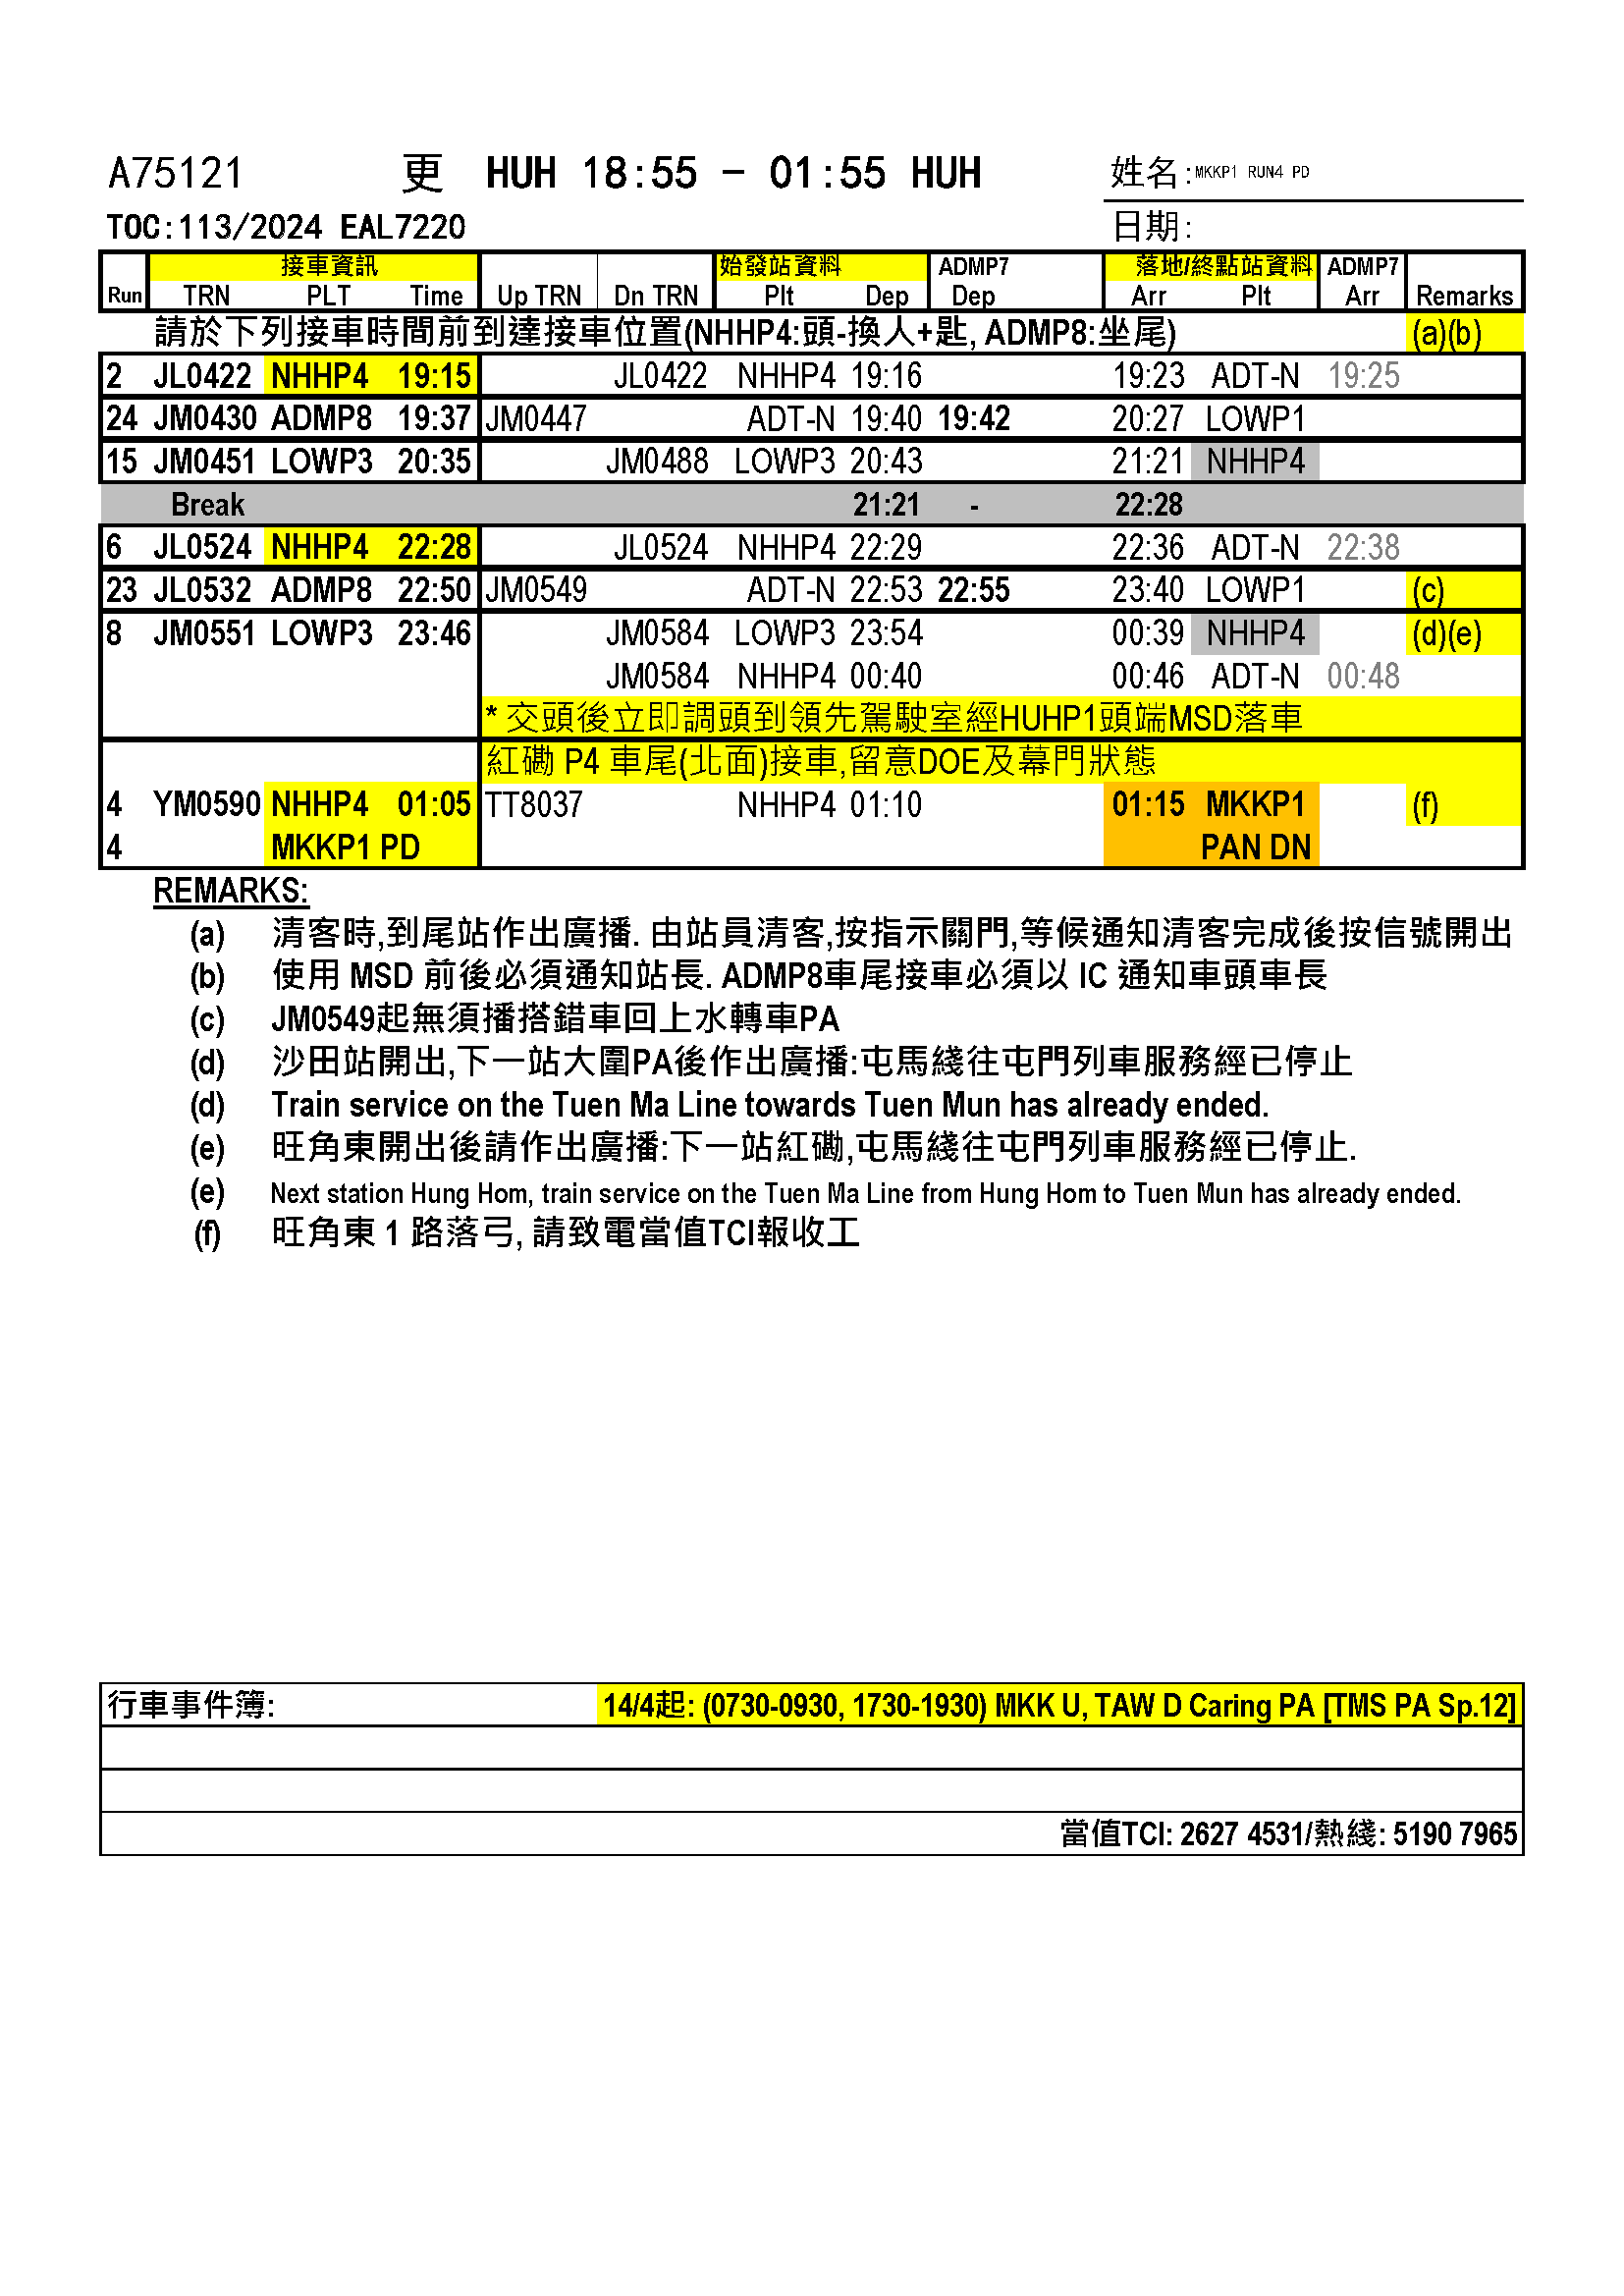 A75121 更 HUH 18:55 - 01:55 HUH 姓名:MKKP1 RUN4 PD
TOC:113/2024 EAL7220 日期:
接車資訊 始發站資料 ADMP7 落地/終點站資料 ADMP7
Run TRN PLT Time Up TRN Dn TRN Plt Dep Dep Arr Plt Arr Remarks
請於下列接車時間前到達接車位置(NHHP4:頭-換人+匙, ADMP8:坐尾) (a)(b)
2 JL0422 NHHP4 19:15 JL0422 NHHP4 19:16 19:23 ADT-N 19:25
24 JM0430 ADMP8 19:37 JM0447 ADT-N 19:40 19:42 20:27 LOWP1
15 JM0451 LOWP3 20:35 JM0488 LOWP3 20:43 21:21 NHHP4
Break 21:21 - 22:28
6 JL0524 NHHP4 22:28 JL0524 NHHP4 22:29 22:36 ADT-N 22:38
23 JL0532 ADMP8 22:50 JM0549 ADT-N 22:53 22:55 23:40 LOWP1 (c)
8 JM0551 LOWP3 23:46 JM0584 LOWP3 23:54 00:39 NHHP4 (d)(e)
JM0584 NHHP4 00:40 00:46 ADT-N 00:48
* 交頭後立即調頭到領先駕駛室經HUHP1頭端MSD落車
紅磡 P4 車尾(北面)接車,留意DOE及幕門狀態
4 YM0590 NHHP4 01:05 TT8037 NHHP4 01:10 01:15 MKKP1 (f)
4 MKKP1 PD PAN DN
REMARKS:
(a) 清客時,到尾站作出廣播. 由站員清客,按指示關門,等候通知清客完成後按信號開出
(b) 使用 MSD 前後必須通知站長. ADMP8車尾接車必須以 IC 通知車頭車長
(c) JM0549起無須播搭錯車回上水轉車PA
(d) 沙田站開出,下一站大圍PA後作出廣播:屯馬綫往屯門列車服務經已停止
(d) Train service on the Tuen Ma Line towards Tuen Mun has already ended.
(e) 旺角東開出後請作出廣播:下一站紅磡,屯馬綫往屯門列車服務經已停止.
(e) Next station Hung Hom, train service on the Tuen Ma Line from Hung Hom to Tuen Mun has already ended.
(f) 旺角東 1 路落弓, 請致電當值TCI報收工
行車事件簿: 14/4起: (0730-0930, 1730-1930) MKK U, TAW D Caring PA [TMS PA Sp.12]
當值TCI: 2627 4531/熱綫: 5190 7965